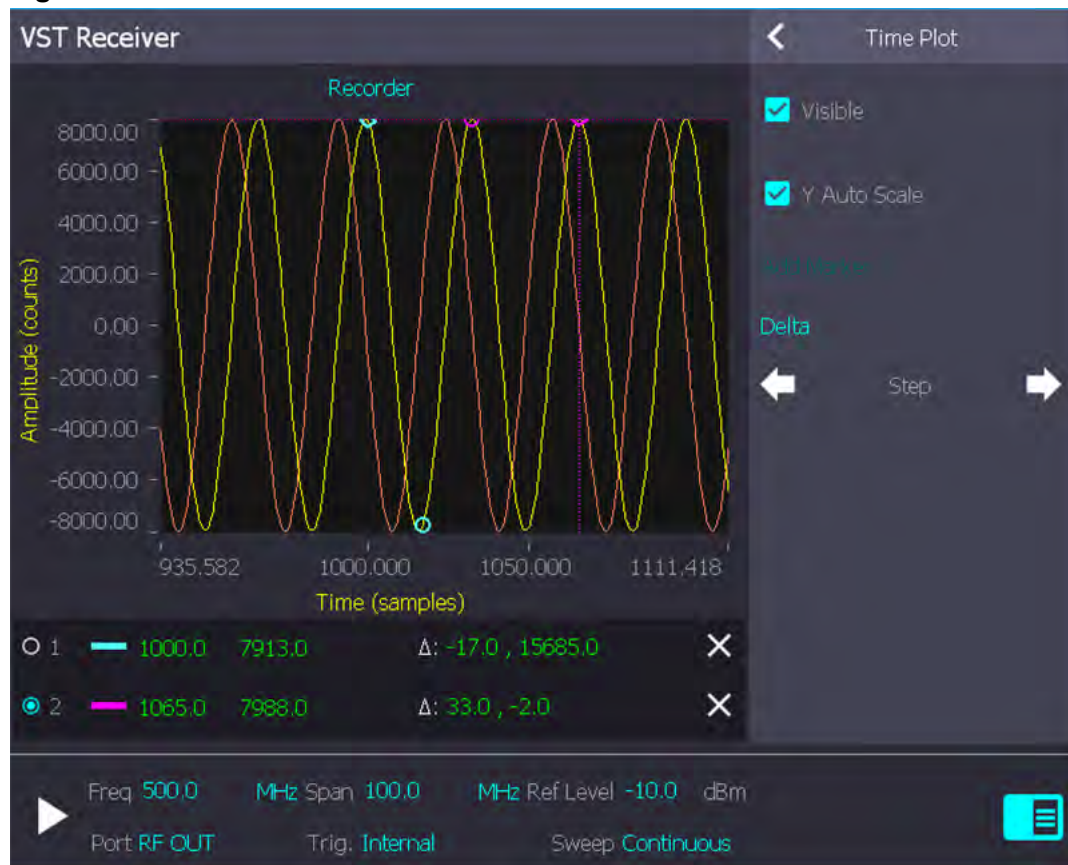 VST Receiver
Time Plot
Recorder
Visible
Y Auto Scale
Delta
Step
8000.00
6000.00
4000.00
2000.00
0.00
-2000.00
-4000.00
-6000.00
-8000.00
Amplitude (counts)
935.582 1000.000 1050.000 1111.418
Time (samples)
1 1000.0 7913.0 Δ: -17.0 , 15685.0
2 1065.0 7988.0 Δ: 33.0 , -2.0
Freq 500.0 MHz Span 100.0 MHz Ref Level -10.0 dBm
Port RF OUT Trig. Internal Sweep Continuous